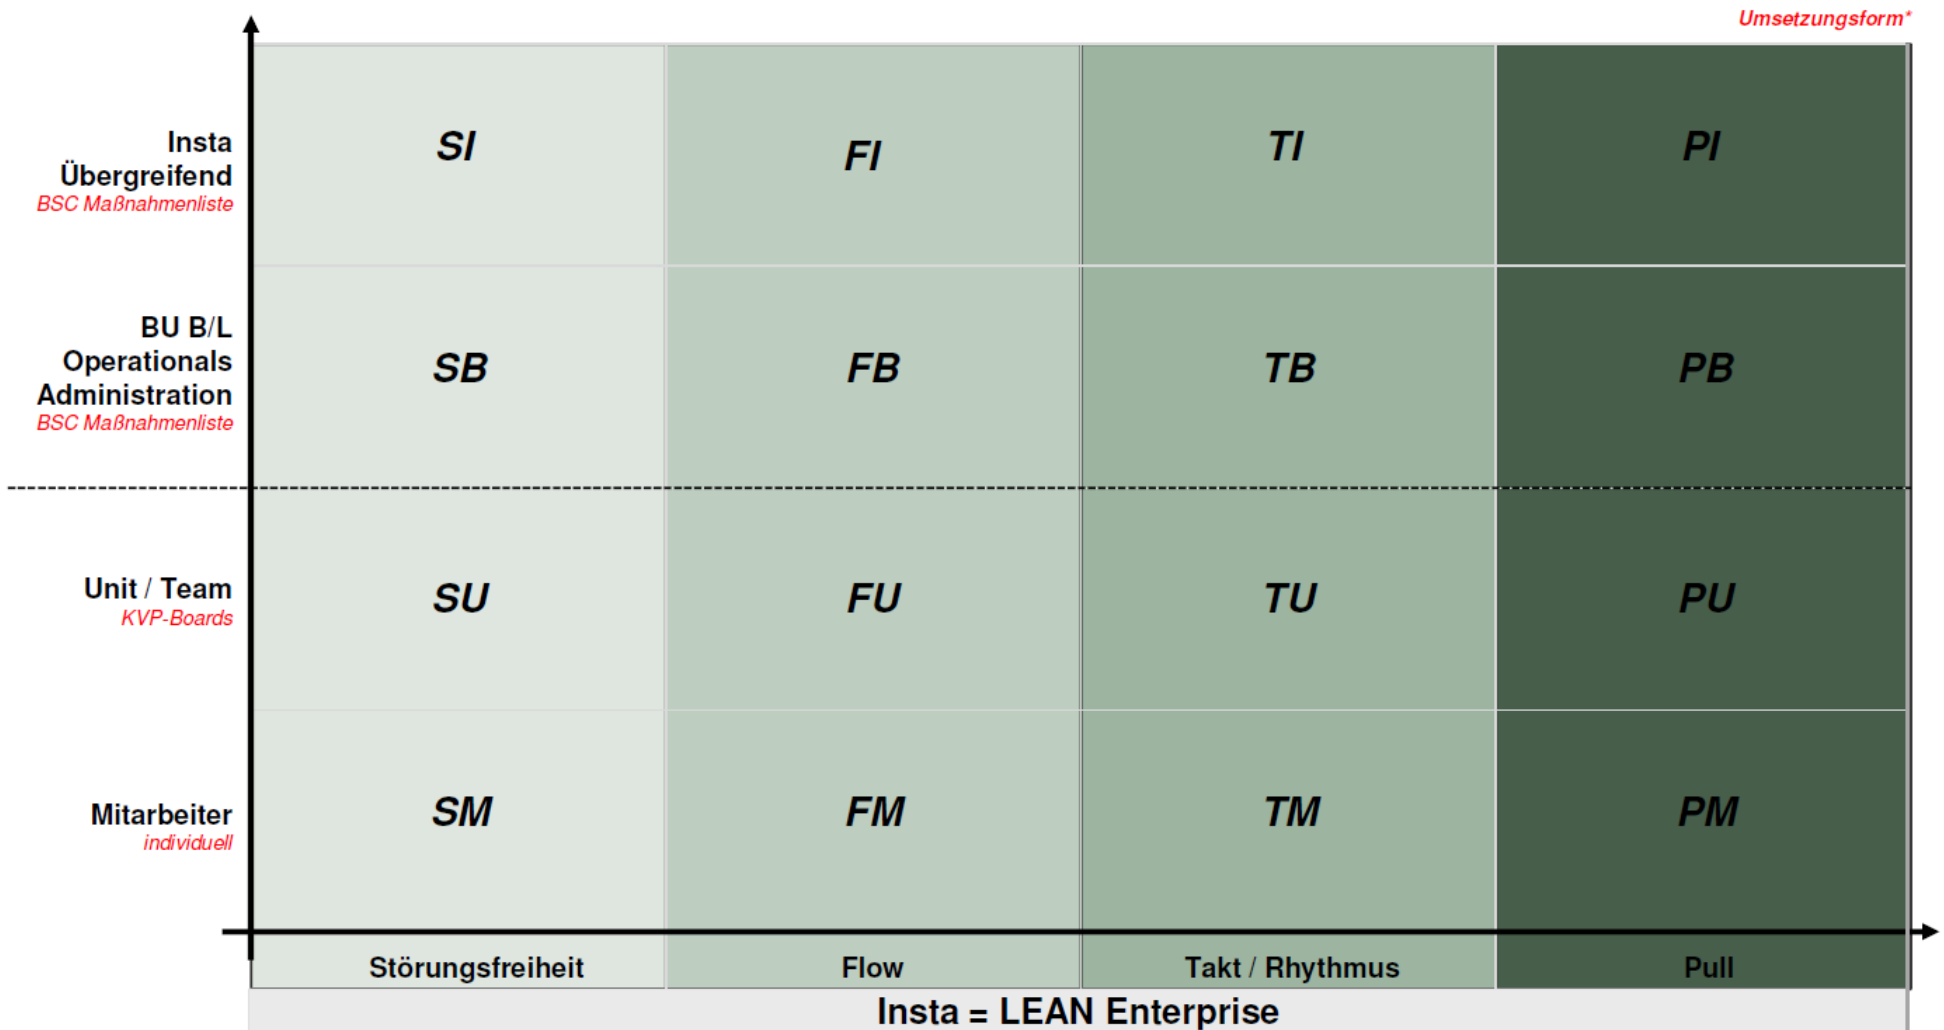 Umsetzungsform*
Insta
Übergreifend
BSC Maßnahmenliste
SI
FI
TI
PI
BU B/L
Operationals
Administration
BSC Maßnahmenliste
SB
FB
TB
PB
Unit / Team
KVP-Boards
SU
FU
TU
PU
Mitarbeiter
individuell
SM
FM
TM
PM
Störungsfreiheit
Flow
Takt / Rhythmus
Pull
Insta = LEAN Enterprise